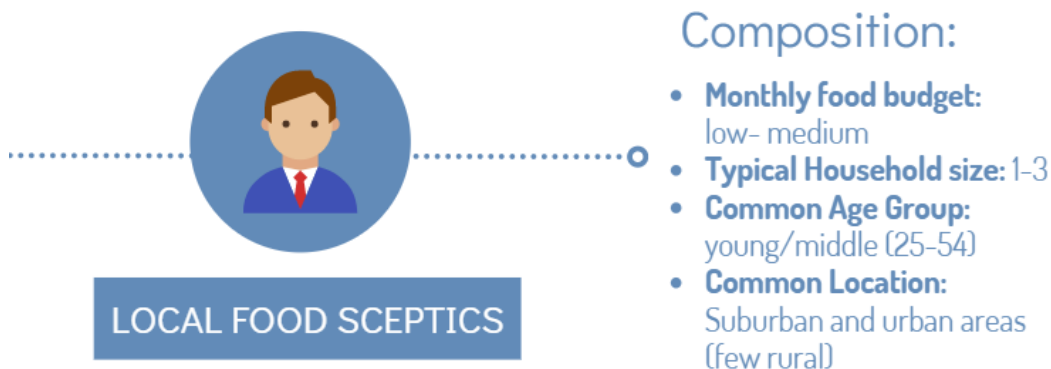 Composition:
• Monthly food budget:
low- medium
• Typical Household size: 1-3
• Common Age Group:
young/middle (25-54)
• Common Location:
Suburban and urban areas
(few rural)
LOCAL FOOD SCEPTICS